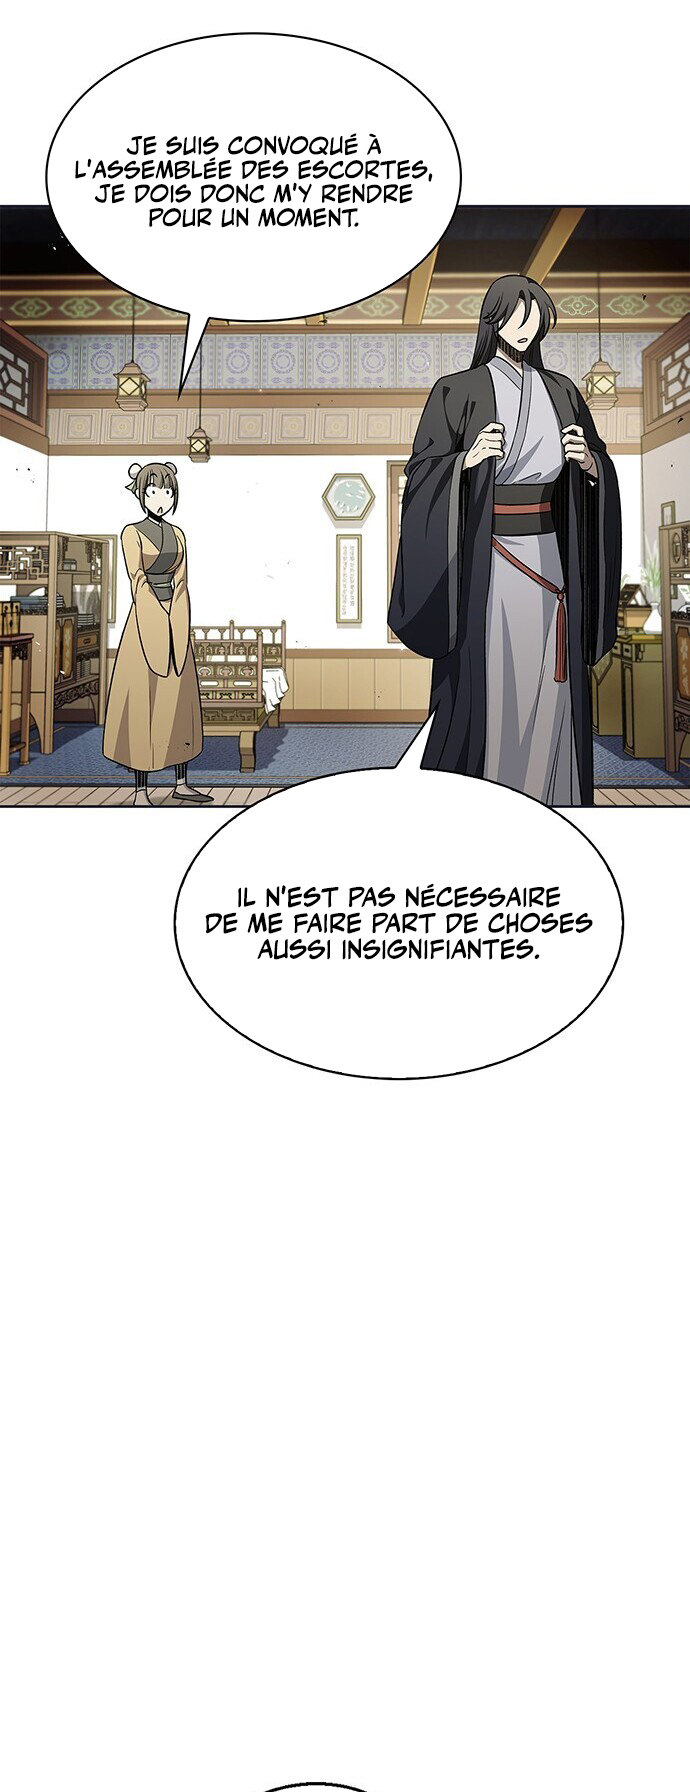 JE SUIS CONVOQUÉ À
L'ASSEMBLÉE DES ESCORTES,
JE DOIS DONC M'Y RENDRE
POUR UN MOMENT.
IL N'EST PAS NÉCESSAIRE
DE ME FAIRE PART DE CHOSES
AUSSI INSIGNIFIANTES.